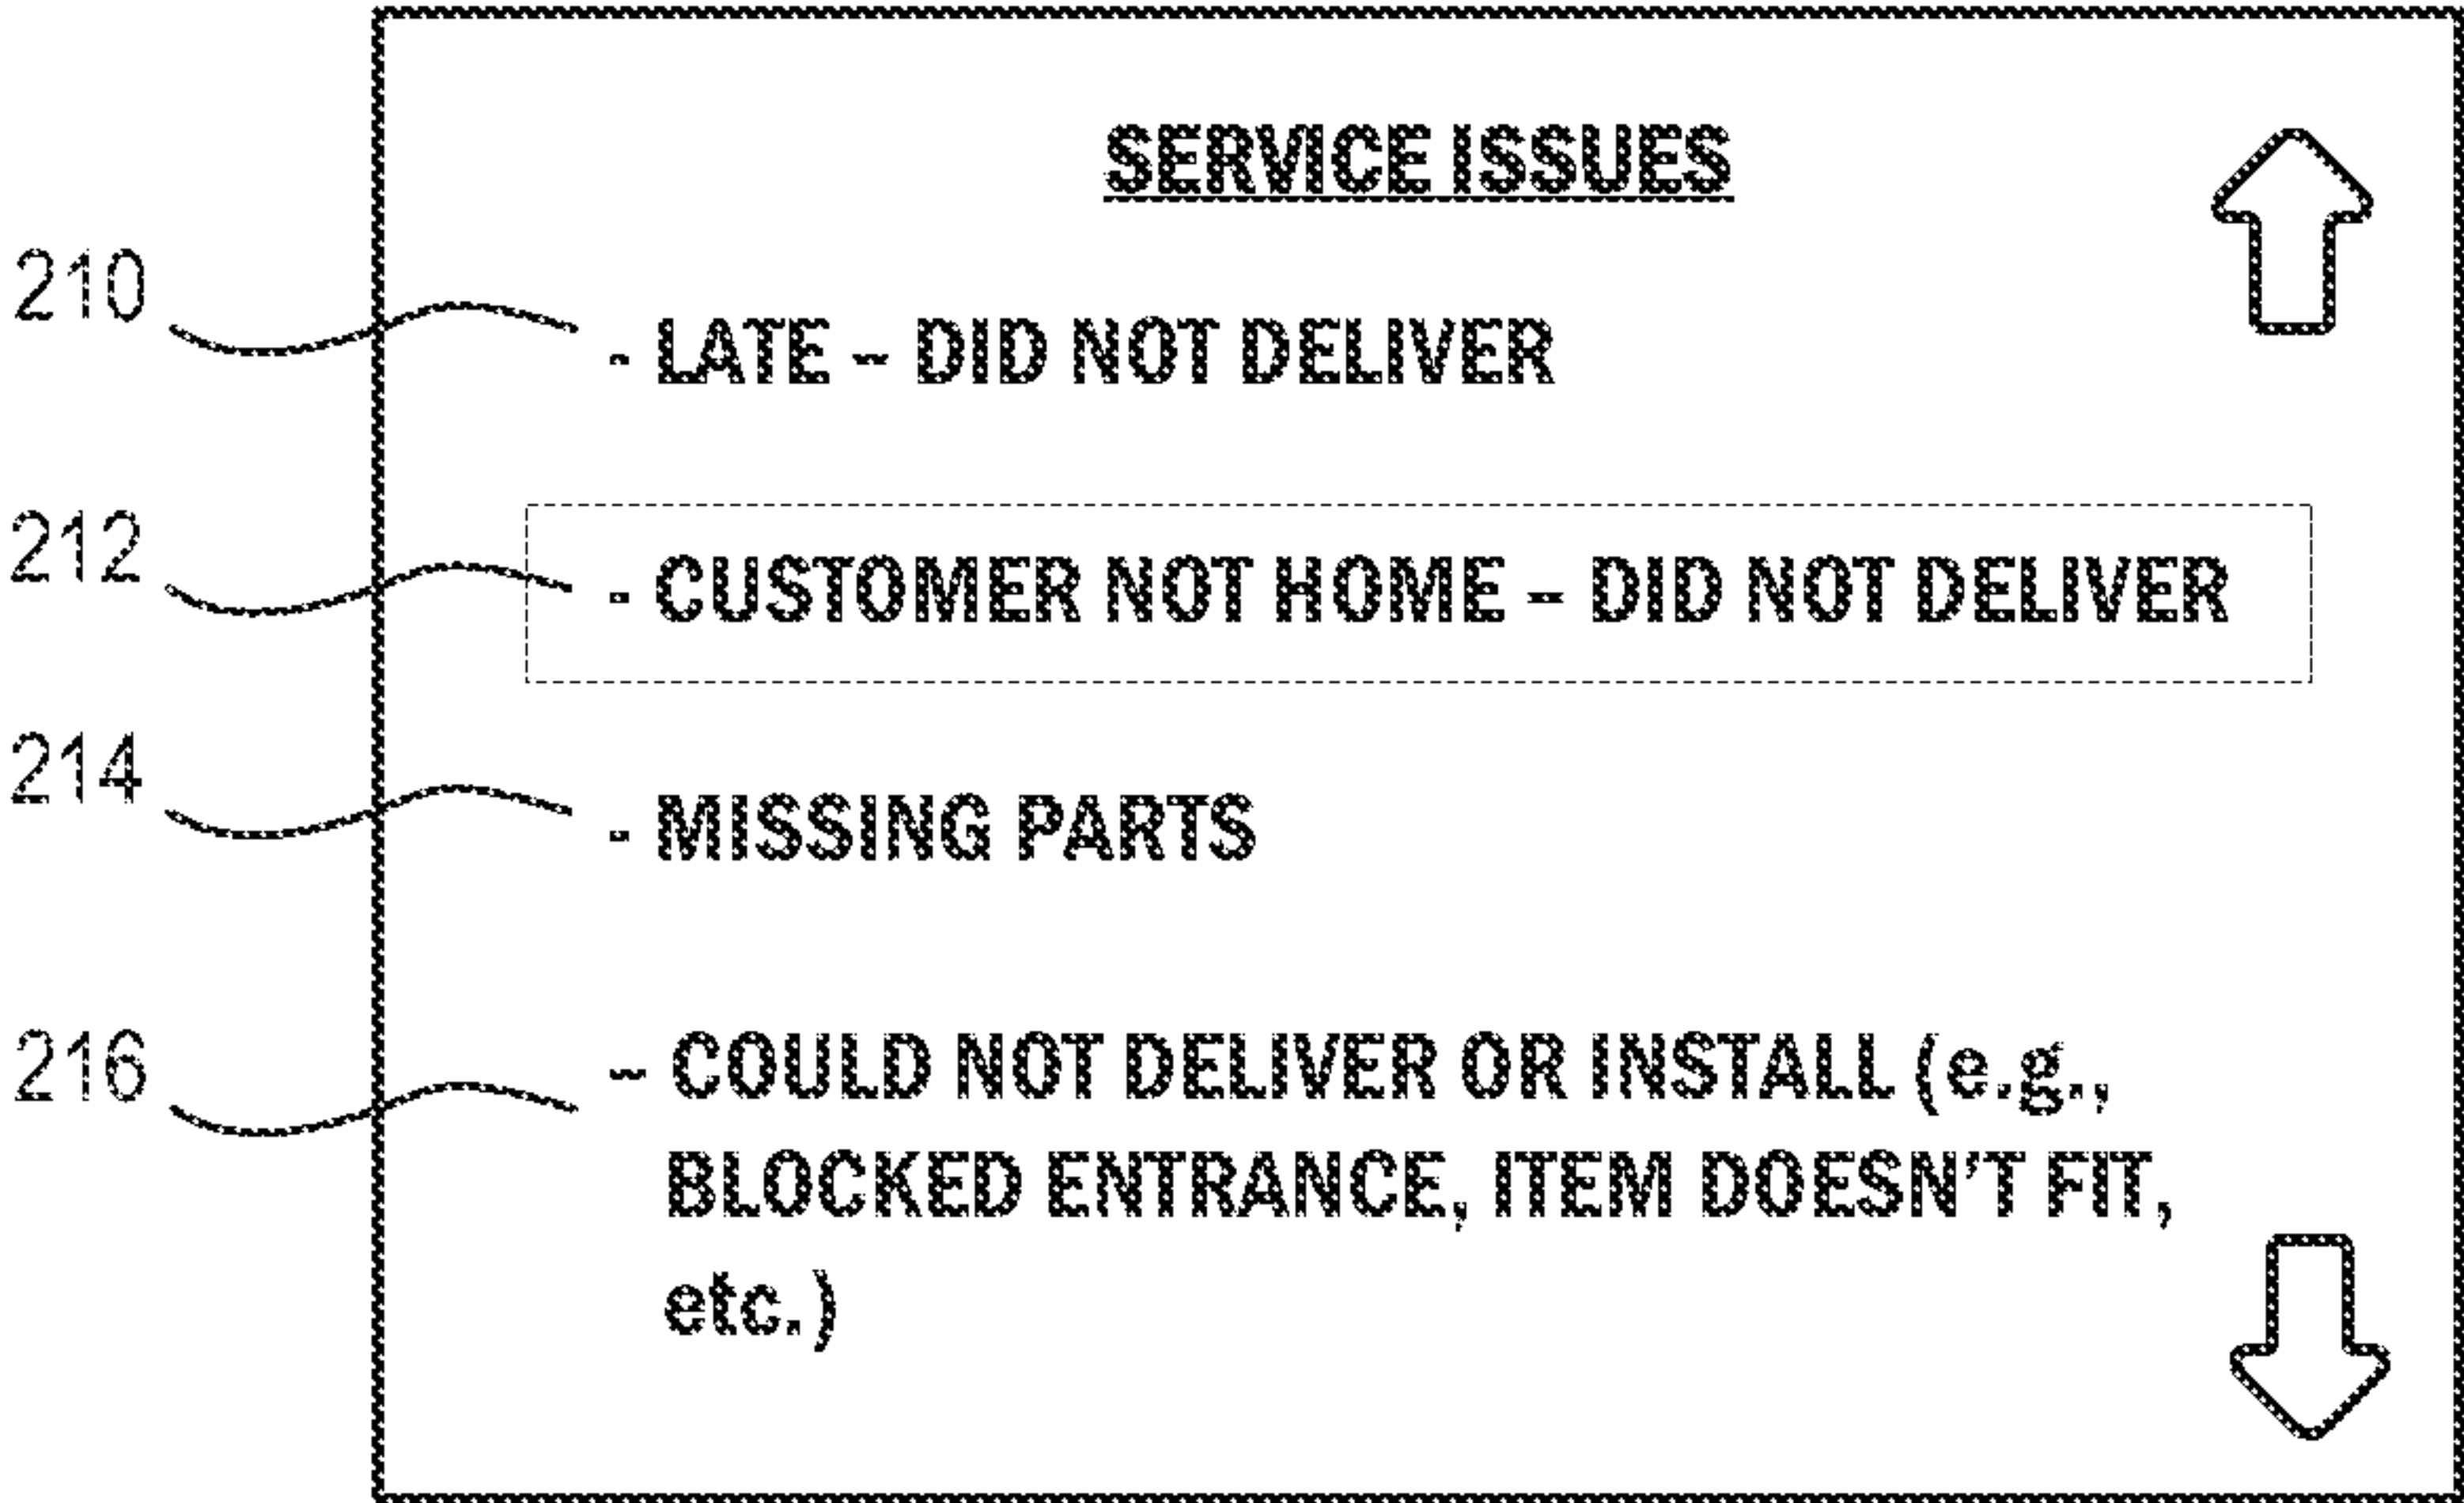 SERVICE ISSUES
210
- LATE – DID NOT DELIVER
212
- CUSTOMER NOT HOME – DID NOT DELIVER
214
- MISSING PARTS
216
– COULD NOT DELIVER OR INSTALL (e.g.,
BLOCKED ENTRANCE, ITEM DOESN'T FIT,
etc.)